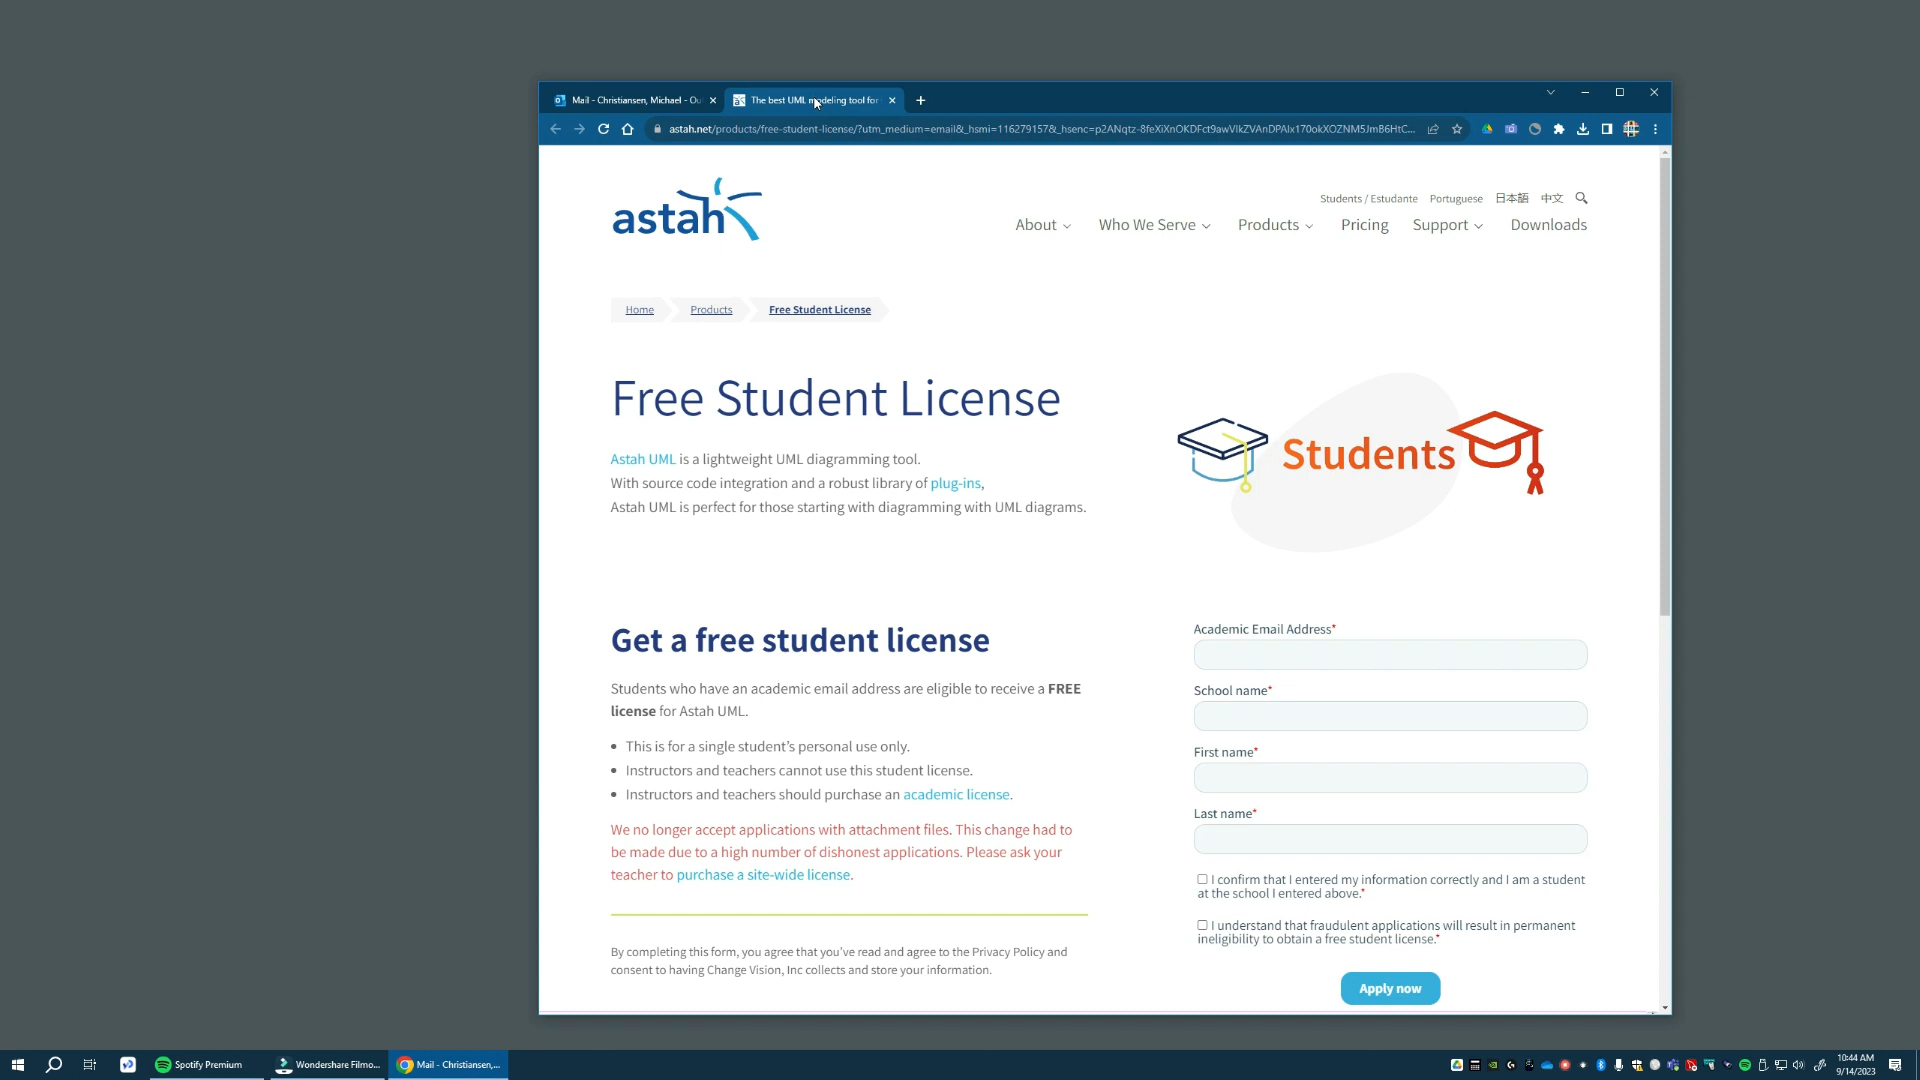 Mail - Christiansen, Michael - Ou
The best UML modeling tool for
astah.net/products/free-student-license/?utm_medium=email&_hsmi=116279157&_hsenc=
astah
Students / Estudante Portuguese 日本語 中文
About Who We Serve Products Pricing Support Downloads
Home Products Free Student License
Free Student License
Astah UML is a lightweight UML diagramming tool.
With source code integration and a robust library of plug-ins,
Astah UML is perfect for those starting with diagramming with UML diagrams.
Students
Get a free student license
Students who have an academic email address are eligible to receive a FREE
license for Astah UML.
• This is for a single student’s personal use only.
• Instructors and teachers cannot use this student license.
• Instructors and teachers should purchase an academic license.
We no longer accept applications with attachment files. This change had to
be made due to a high number of dishonest applications. Please ask your
teacher to purchase a site-wide license.
By completing this form, you agree that you’ve read and agree to the Privacy Policy and
consent to having Change Vision, Inc collects and store your information.
Academic Email Address*
School name*
First name*
Last name*
I confirm that I entered my information correctly and I am a student
at the school I entered above.*
I understand that fraudulent applications will result in permanent
ineligibility to obtain a free student license.*
Apply now
Spotify Premium
Wondershare Filmo...
Mail - Christiansen,...
10:44 AM
9/14/2023